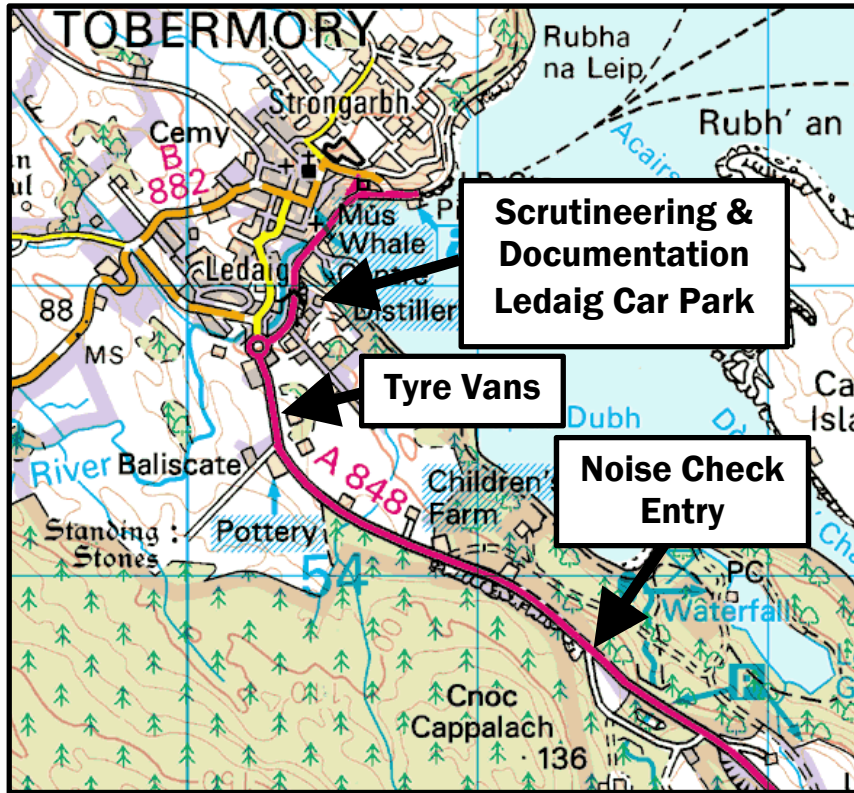 TOBERMORY
Rubha
na Leip
Strongarbh
Cemy
Rubh' an
B
882
Acairs
Mus
Whale
Centre
Distiller
Scrutineering &
Documentation
Ledaig Car Park
Ledaig
88
MS
Tyre Vans
Dubh
River Baliscate
A 848
Children's
Farm
Noise Check
Entry
Standing
Stones
Pottery
54
PC
Waterfall
Cnoc
Cappalach
136
P